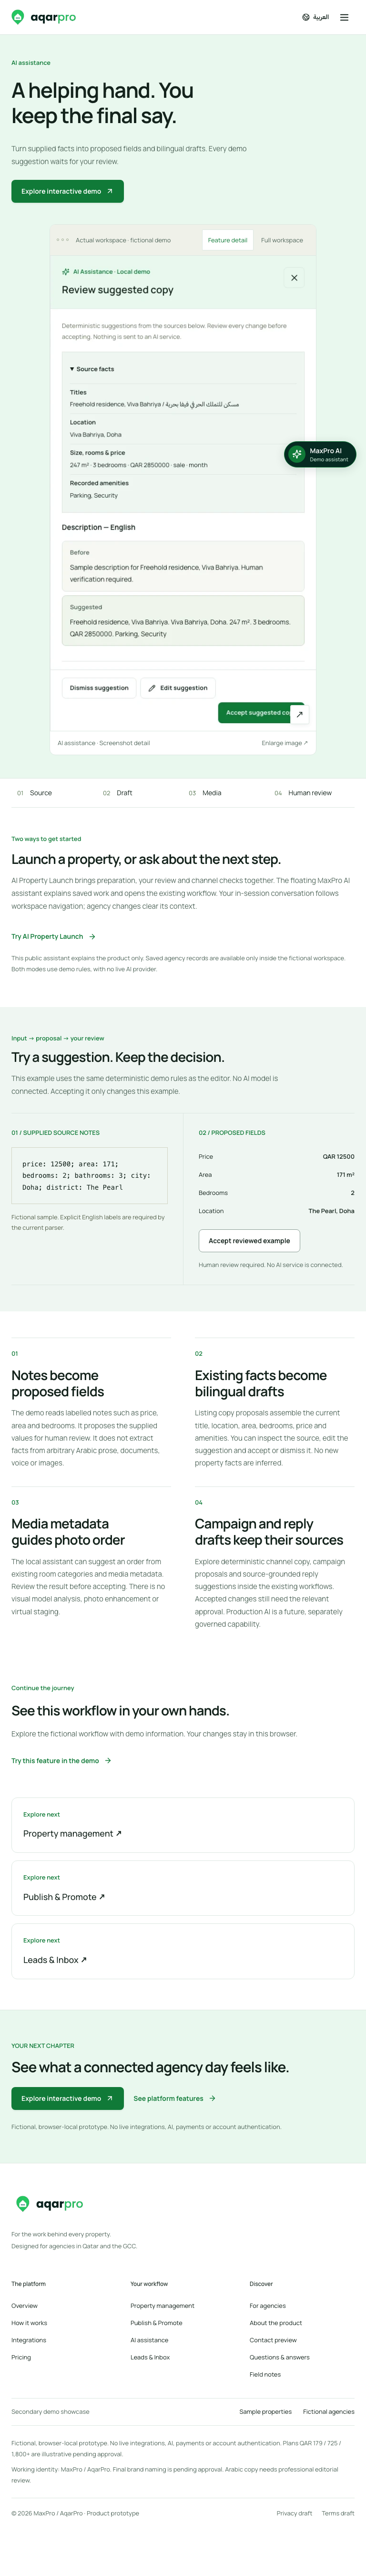 aqarpro
العربية
AI assistance
A helping hand. You
keep the final say.
Turn supplied facts into proposed fields and bilingual drafts. Every demo
suggestion waits for your review.
Explore interactive demo ↗
Actual workspace · fictional demo
Feature detail
Full workspace
AI Assistance · Local demo
Review suggested copy
Deterministic suggestions from the sources below. Review every change before
accepting. Nothing is sent to an AI service.
▼ Source facts
Titles
Freehold residence, Viva Bahriya / مسكن للتملك الحر في فيفا بحرية
Location
Viva Bahriya, Doha
Size, rooms & price
247 m² · 3 bedrooms · QAR 2850000 · sale · month
Recorded amenities
Parking, Security
MaxPro AI
Demo assistant
Description — English
Before
Sample description for Freehold residence, Viva Bahriya. Human
verification required.
Suggested
Freehold residence, Viva Bahriya. Viva Bahriya, Doha. 247 m². 3 bedrooms.
QAR 2850000. Parking, Security
Dismiss suggestion
Edit suggestion
Accept suggested co
↗
AI assistance · Screenshot detail
Enlarge image ↗
01 Source
02 Draft
03 Media
04 Human review
Two ways to get started
Launch a property, or ask about the next step.
AI Property Launch brings preparation, your review and channel checks together. The floating MaxPro AI
assistant explains saved work and opens the existing workflow. Your in-session conversation follows
workspace navigation; agency changes clear its context.
Try AI Property Launch →
This public assistant explains the product only. Saved agency records are available only inside the fictional workspace.
Both modes use demo rules, with no live AI provider.
Input → proposal → your review
Try a suggestion. Keep the decision.
This example uses the same deterministic demo rules as the editor. No AI model is
connected. Accepting it only changes this example.
01 / SUPPLIED SOURCE NOTES
price: 12500; area: 171;
bedrooms: 2; bathrooms: 3; city:
Doha; district: The Pearl
Fictional sample. Explicit English labels are required by
the current parser.
02 / PROPOSED FIELDS
Price QAR 12500
Area 171 m²
Bedrooms 2
Location The Pearl, Doha
Accept reviewed example
Human review required. No AI service is connected.
01
Notes become
proposed fields
The demo reads labelled notes such as price,
area and bedrooms. It proposes the supplied
values for human review. It does not extract
facts from arbitrary Arabic prose, documents,
voice or images.
02
Existing facts become
bilingual drafts
Listing copy proposals assemble the current
title, location, area, bedrooms, price and
amenities. You can inspect the source, edit the
suggestion and accept or dismiss it. No new
property facts are inferred.
03
Media metadata
guides photo order
The local assistant can suggest an order from
existing room categories and media metadata.
Review the result before accepting. There is no
visual model analysis, photo enhancement or
virtual staging.
04
Campaign and reply
drafts keep their sources
Explore deterministic channel copy, campaign
proposals and source-grounded reply
suggestions inside the existing workflows.
Accepted changes still need the relevant
approval. Production AI is a future, separately
governed capability.
Continue the journey
See this workflow in your own hands.
Explore the fictional workflow with demo information. Your changes stay in this browser.
Try this feature in the demo →
Explore next
Property management ↗
Explore next
Publish & Promote ↗
Explore next
Leads & Inbox ↗
YOUR NEXT CHAPTER
See what a connected agency day feels like.
Explore interactive demo ↗
See platform features →
Fictional, browser-local prototype. No live integrations, AI, payments or account authentication.
aqarpro
For the work behind every property.
Designed for agencies in Qatar and the GCC.
The platform
Overview
How it works
Integrations
Pricing
Your workflow
Property management
Publish & Promote
AI assistance
Leads & Inbox
Discover
For agencies
About the product
Contact preview
Questions & answers
Field notes
Secondary demo showcase
Sample properties
Fictional agencies
Fictional, browser-local prototype. No live integrations, AI, payments or account authentication. Plans QAR 179 / 725 /
1,800+ are illustrative pending approval.
Working identity: MaxPro / AqarPro. Final brand naming is pending approval. Arabic copy needs professional editorial
review.
© 2026 MaxPro / AqarPro · Product prototype
Privacy draft
Terms draft